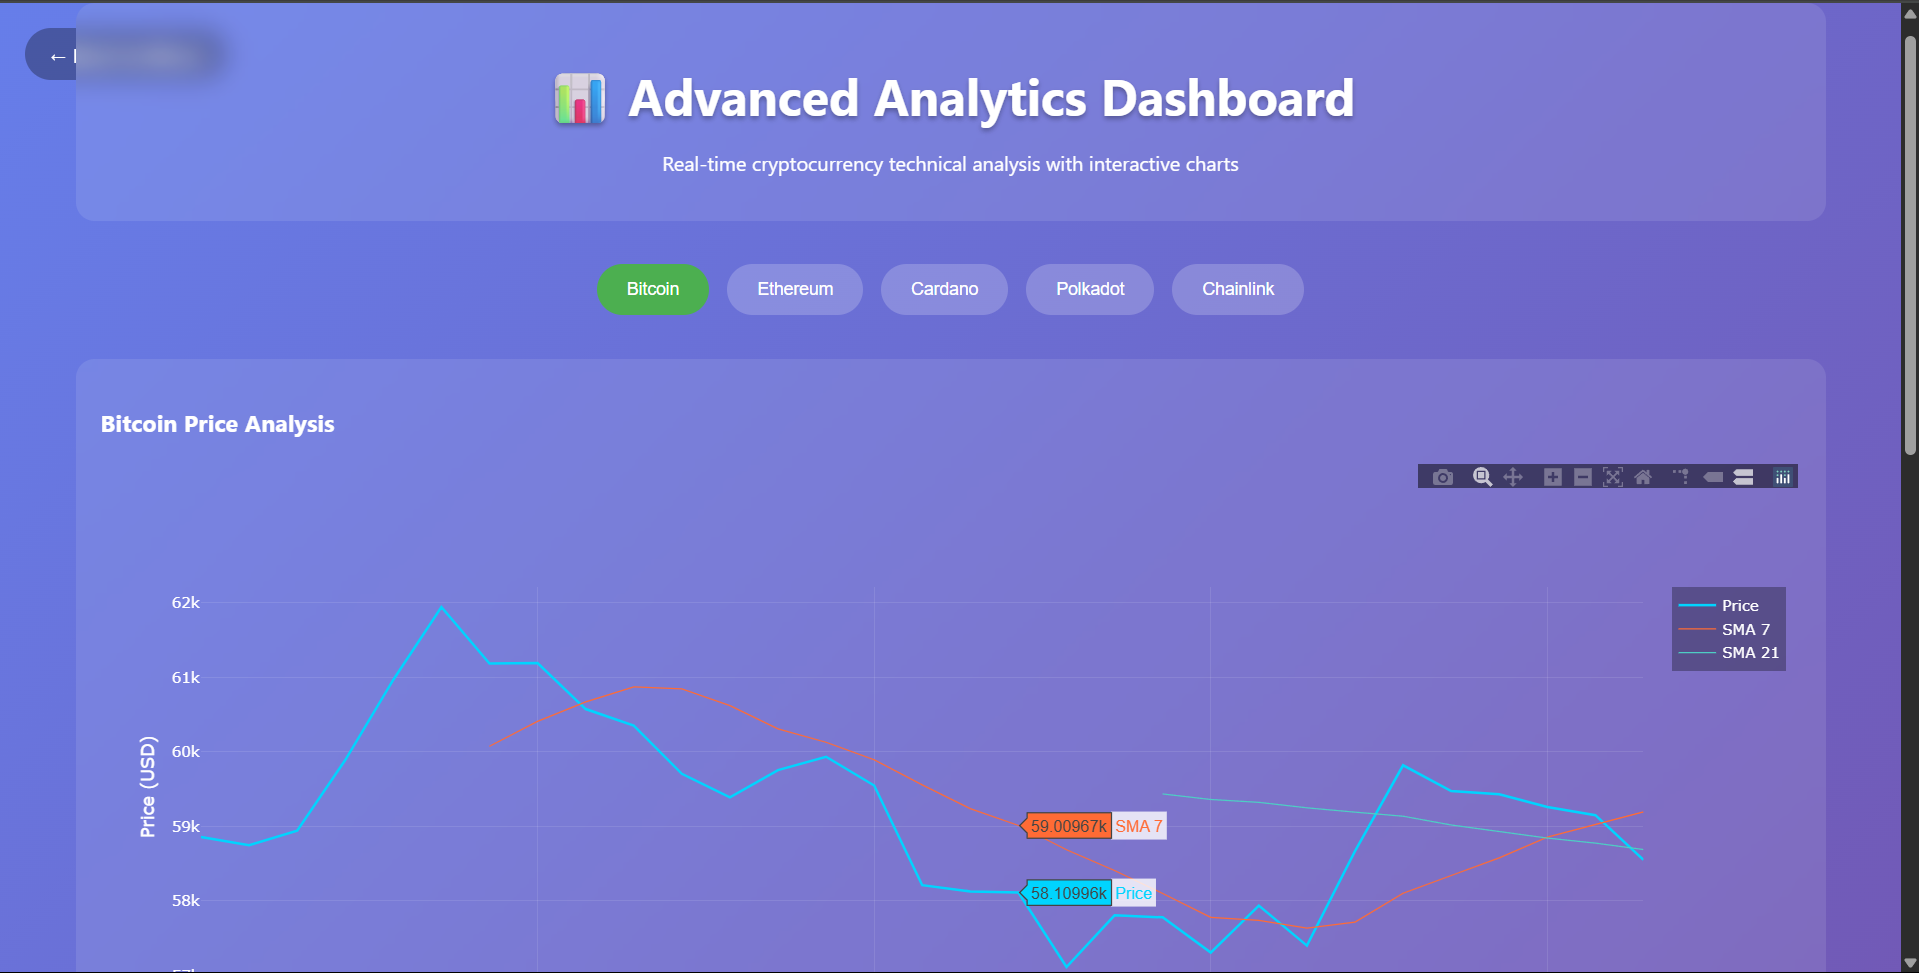 ←
Advanced Analytics Dashboard
Real-time cryptocurrency technical analysis with interactive charts
Bitcoin
Ethereum
Cardano
Polkadot
Chainlink
Bitcoin Price Analysis
62k
61k
60k
59k
58k
Price (USD)
Price
SMA 7
SMA 21
59.00967k SMA 7
58.10996k Price